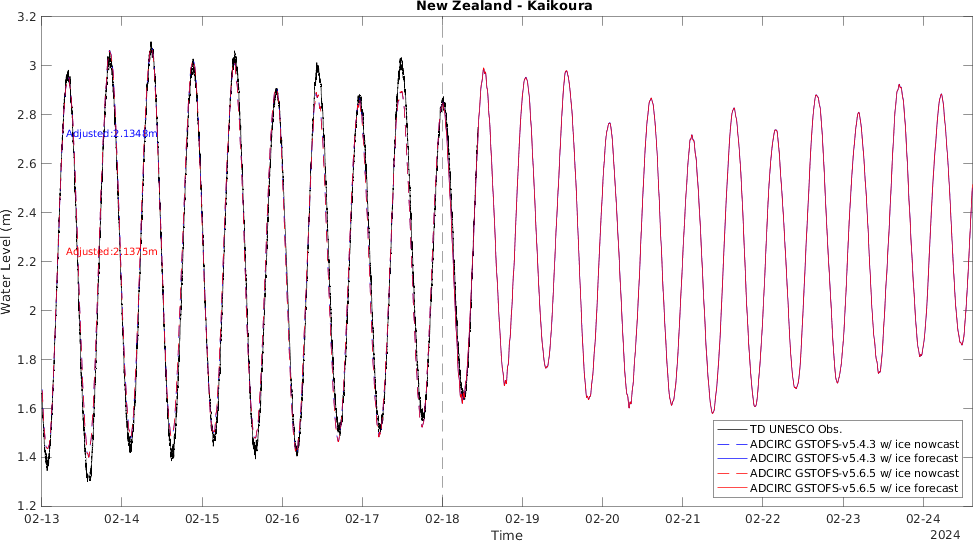 New Zealand - Kaikoura
Water Level (m)
3.2
3
2.8
2.6
2.4
2.2
2
1.8
1.6
1.4
1.2
Adjusted:2.1348m
Adjusted:2.1375m
TD UNESCO Obs.
ADCIRC GSTOFS-v5.4.3 w/ ice nowcast
ADCIRC GSTOFS-v5.4.3 w/ ice forecast
ADCIRC GSTOFS-v5.6.5 w/ ice nowcast
ADCIRC GSTOFS-v5.6.5 w/ ice forecast
02-13 02-14 02-15 02-16 02-17 02-18 02-19 02-20 02-21 02-22 02-23 02-24
Time
2024